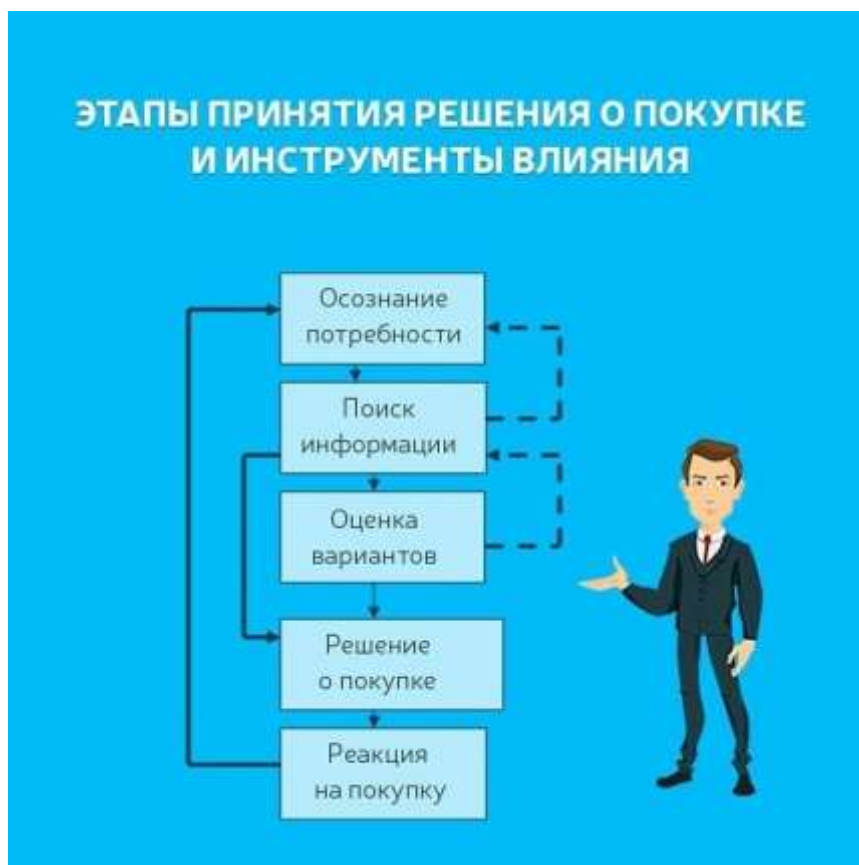 ЭТАПЫ ПРИНЯТИЯ РЕШЕНИЯ О ПОКУПКЕ
И ИНСТРУМЕНТЫ ВЛИЯНИЯ
Осознание
потребности
Поиск
информации
Оценка
вариантов
Решение
о покупке
Реакция
на покупку